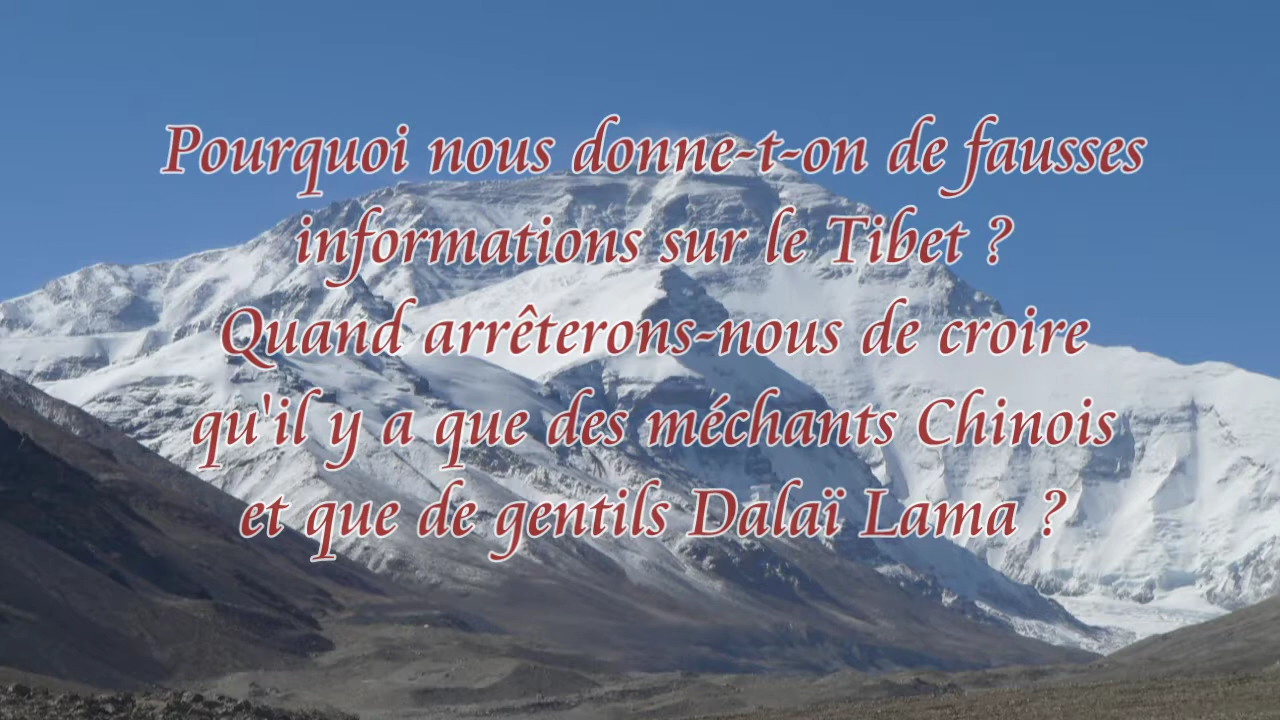 Pourquoi nous donne-t-on de fausses
informations sur le Tibet ?
Quand arrêterons-nous de croire
qu'il y a que des méchants Chinois
et que de gentils Dalaï Lama ?